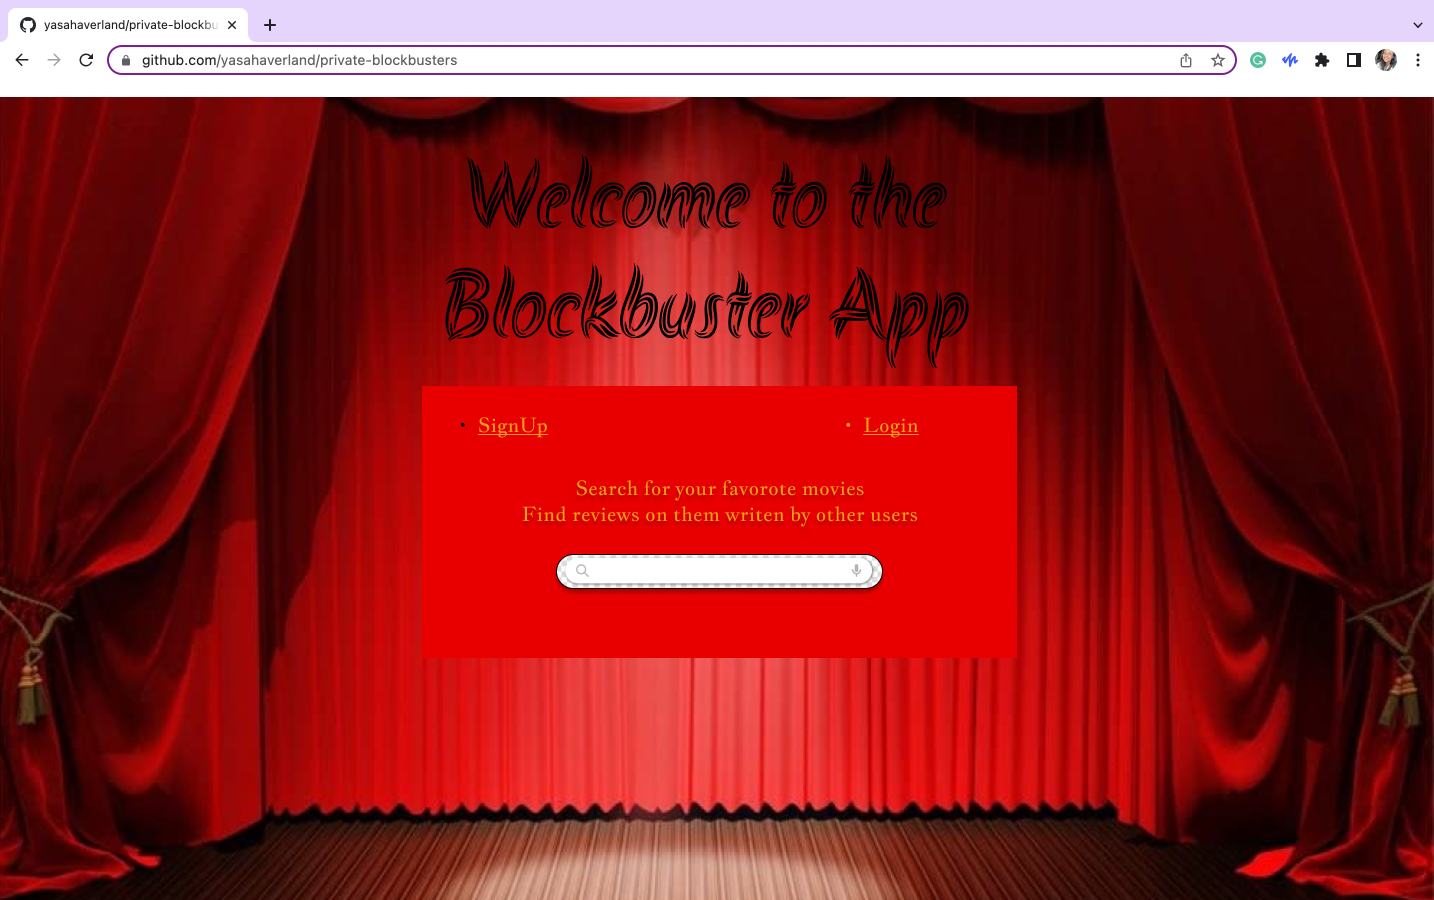 yasahaverland/private-blockbu
github.com/yasahaverland/private-blockbusters
Welcome to the
Blockbuster App
• SignUp
• Login
Search for your favorote movies
Find reviews on them writen by other users